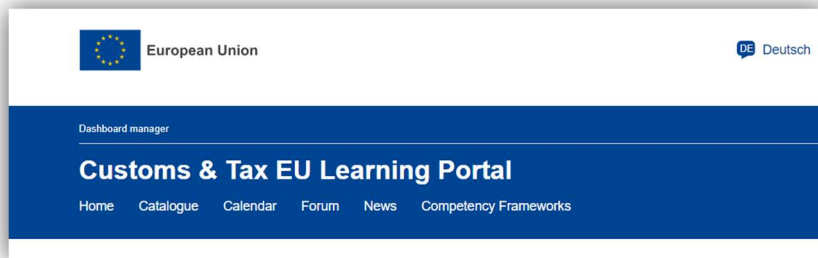 European Union
DE Deutsch
Dashboard manager
Customs & Tax EU Learning Portal
Home Catalogue Calendar Forum News Competency Frameworks